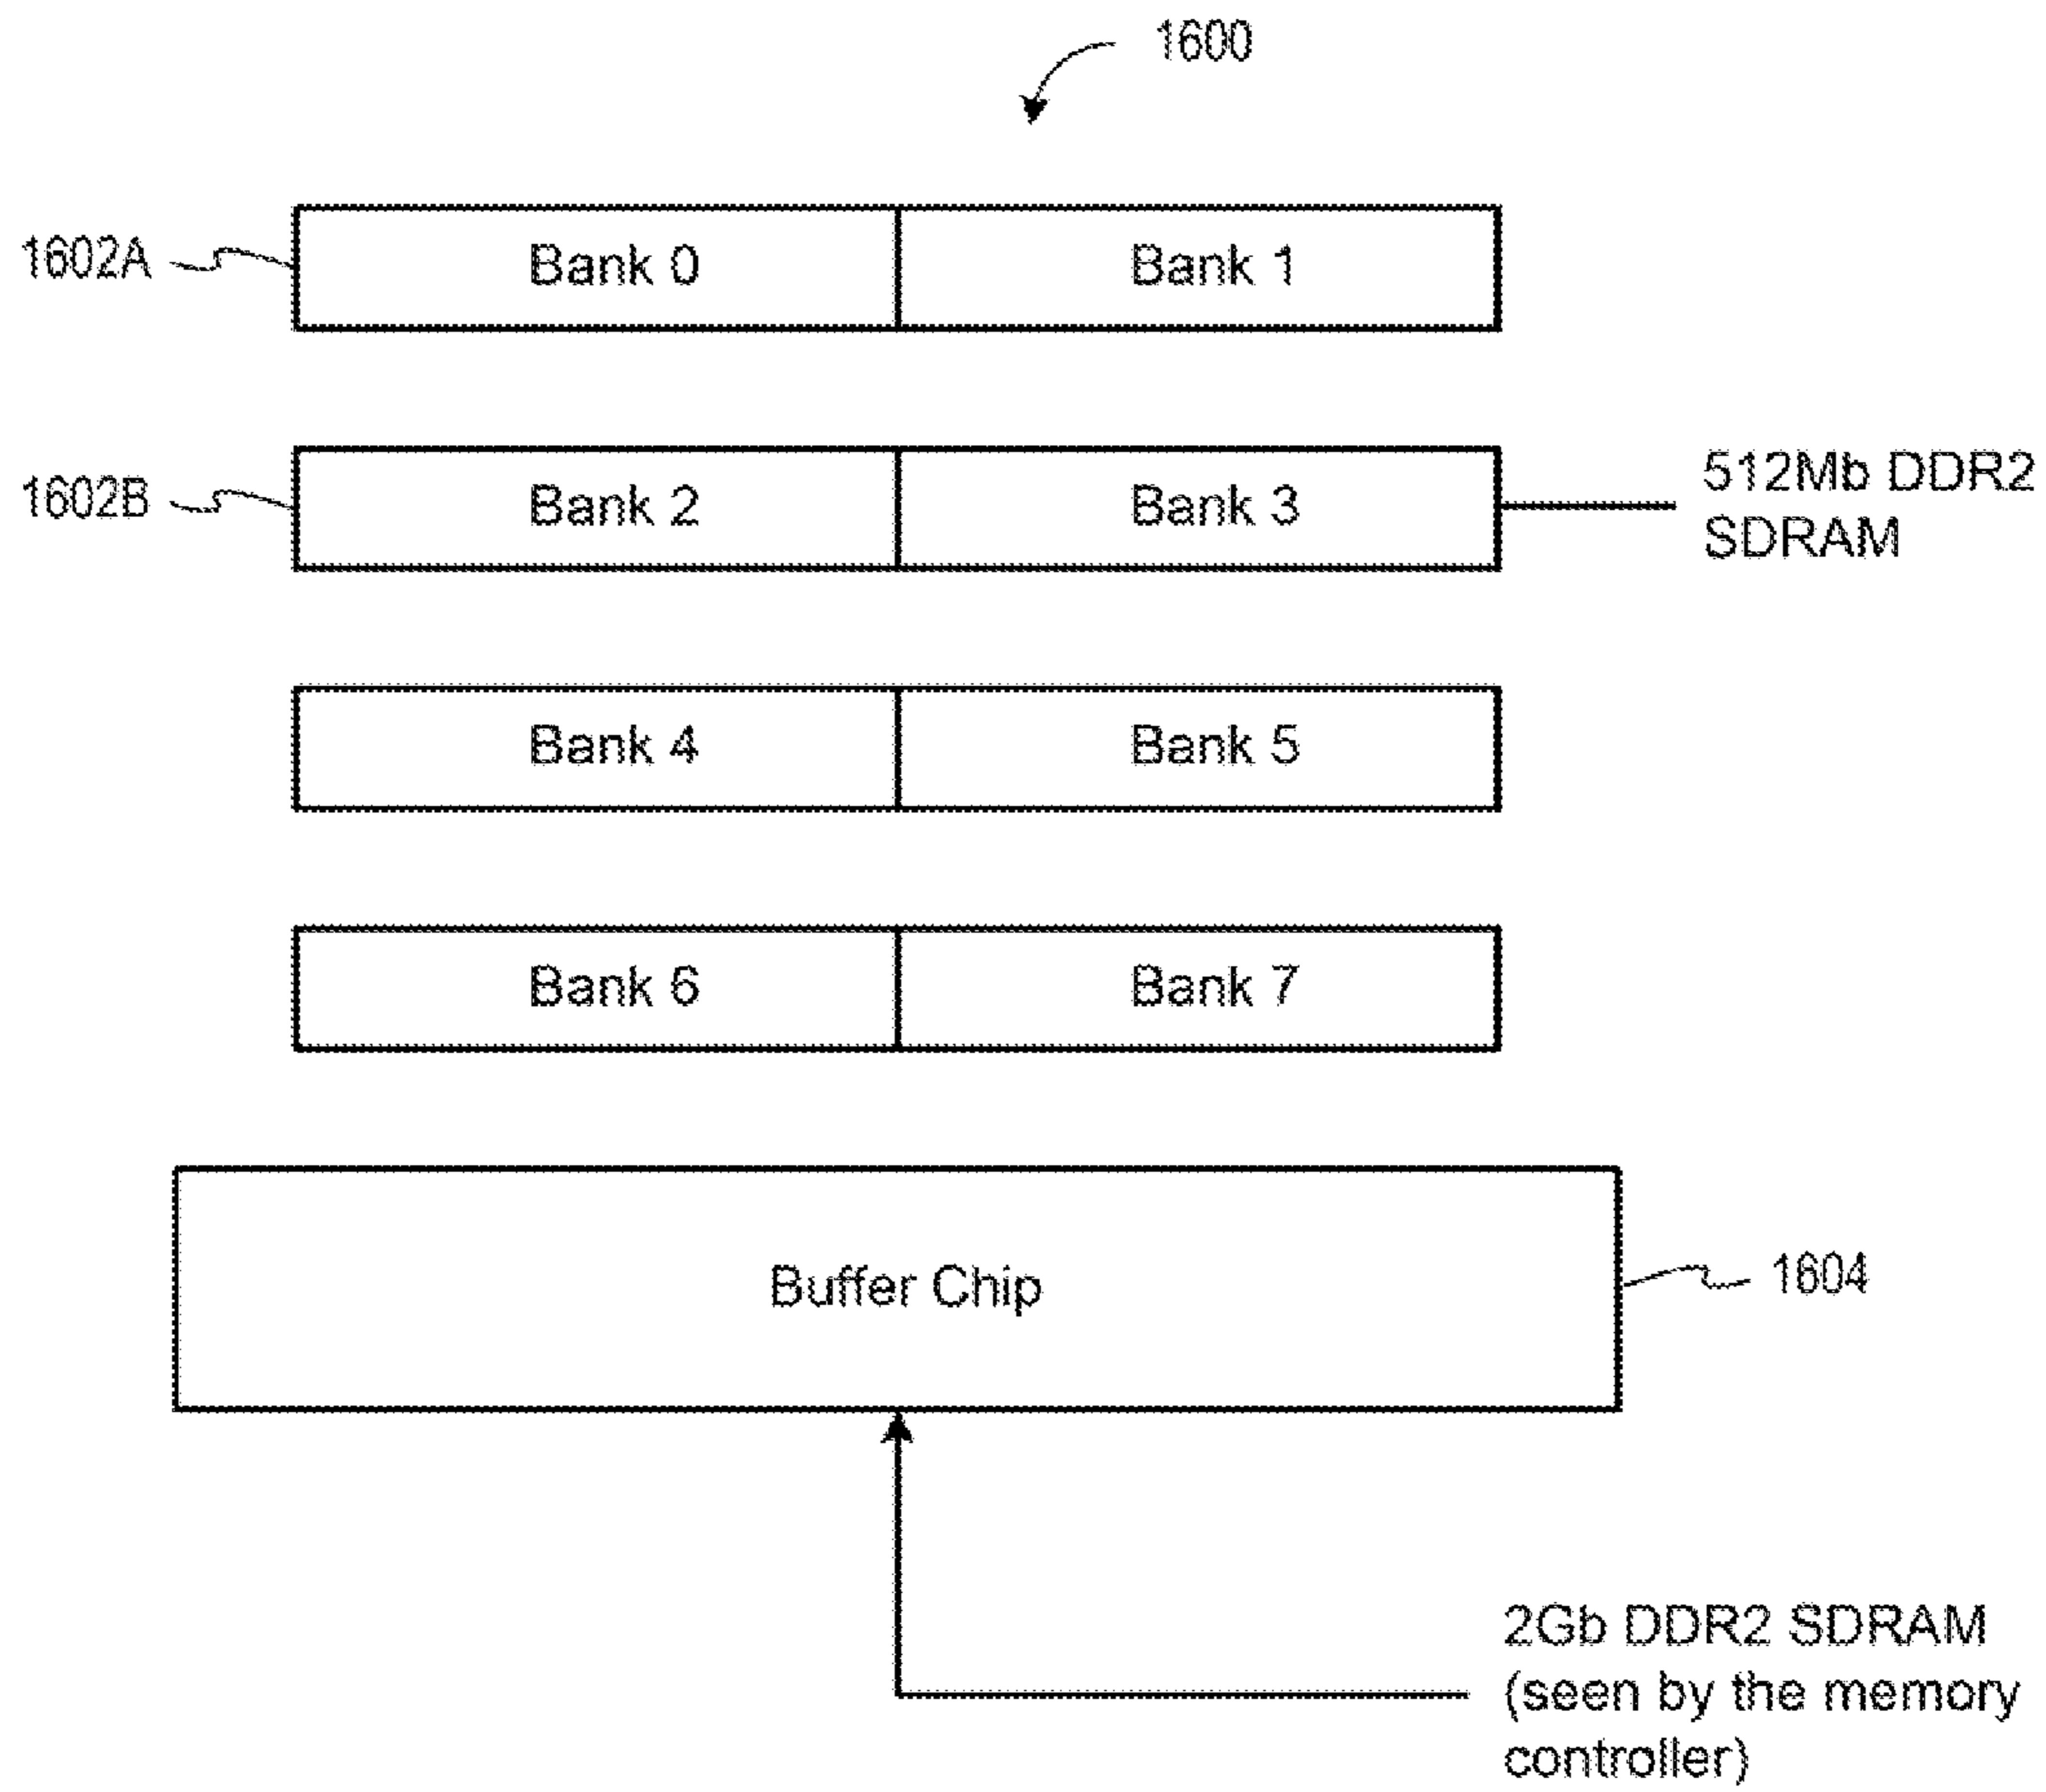 1600
1602A
Bank 0
Bank 1
1602B
Bank 2
Bank 3
512Mb DDR2
SDRAM
Bank 4
Bank 5
Bank 6
Bank 7
Buffer Chip
1604
2Gb DDR2 SDRAM
(seen by the memory
controller)